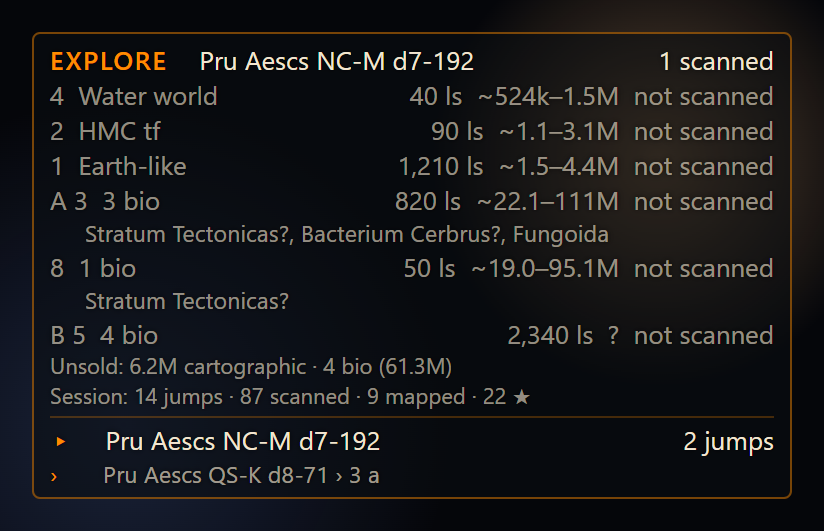 EXPLORE Pru Aescs NC-M d7-192 1 scanned
4 Water world 40 ls ~524k–1.5M not scanned
2 HMC tf 90 ls ~1.1–3.1M not scanned
1 Earth-like 1,210 ls ~1.5–4.4M not scanned
A 3 3 bio 820 ls ~22.1–111M not scanned
Stratum Tectonicas?, Bacterium Cerbrus?, Fungoida
8 1 bio 50 ls ~19.0–95.1M not scanned
Stratum Tectonicas?
B 5 4 bio 2,340 ls ? not scanned
Unsold: 6.2M cartographic · 4 bio (61.3M)
Session: 14 jumps · 87 scanned · 9 mapped · 22 ★
▸ Pru Aescs NC-M d7-192 2 jumps
› Pru Aescs QS-K d8-71 › 3 a